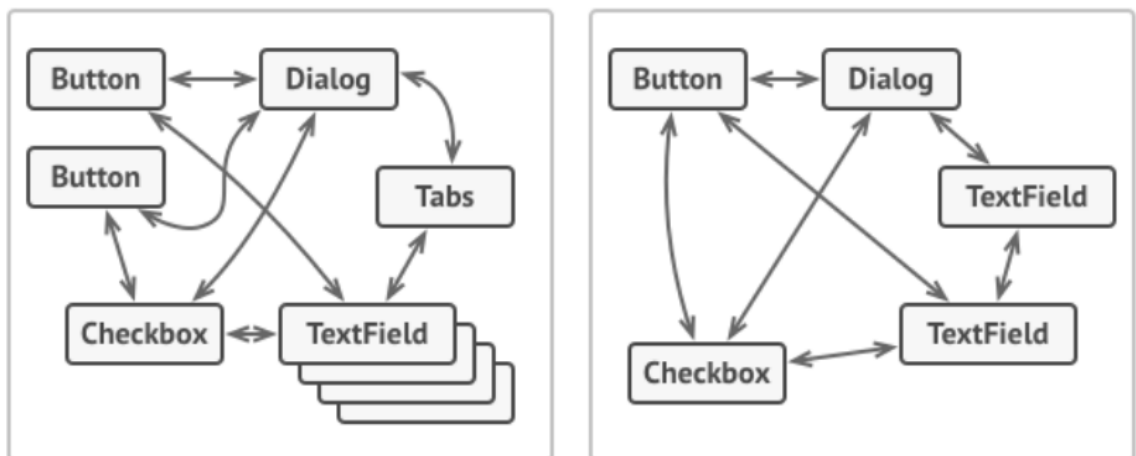 Button
Dialog
Button
Tabs
Checkbox
TextField
Button
Dialog
TextField
TextField
Checkbox